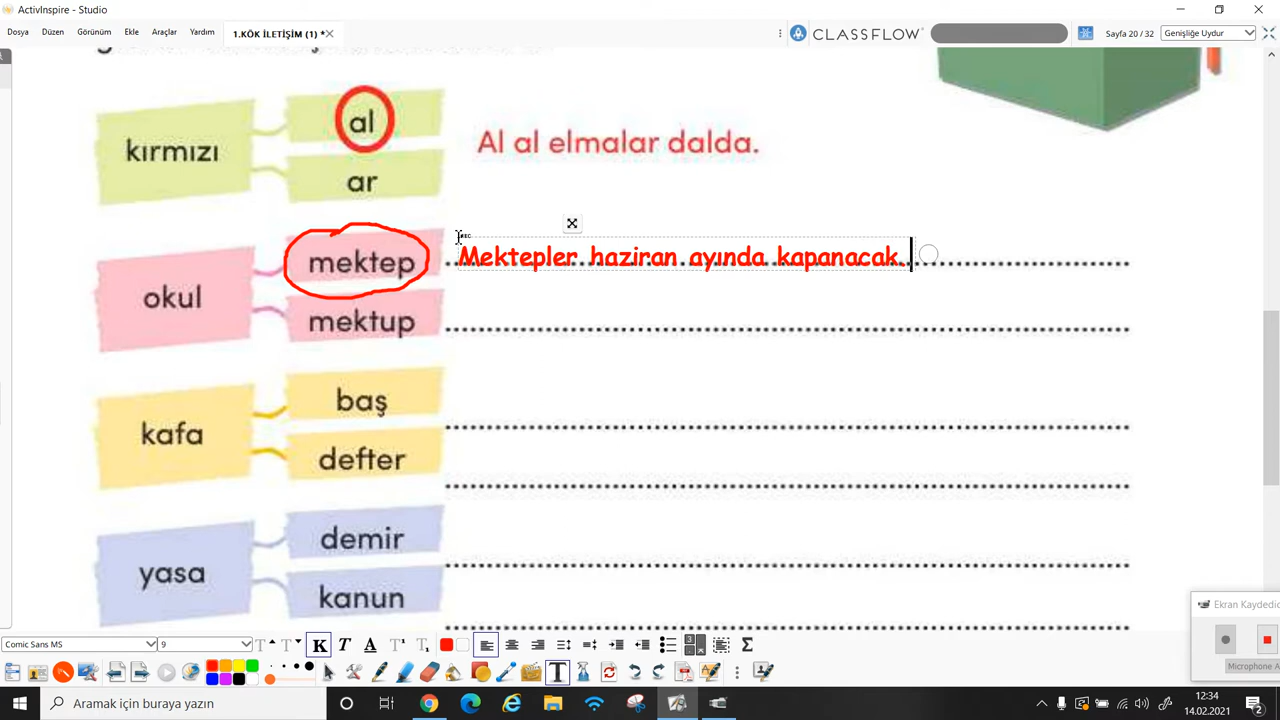 ActivInspire - Studio
Dosya Düzen Görünüm Ekle Araçlar Yardım
1.KÖK İLETİŞİM (1) *
CLASSFLOW
Sayfa 20 / 32
Genişliğe Uydur
kırmızı
al
ar
Al al elmalar dalda.
okul
mektep
mektup
REC
Mektepler haziran ayında kapanacak.
kafa
baş
defter
yasa
demir
kanun
Ekran Kaydedic
Microphone A
Comic Sans MS
9
Aramak için buraya yazın
12:34
14.02.2021
2